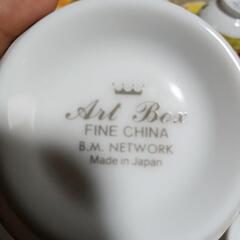 Art Box
FINE CHINA
B.M. NETWORK
Made in Japan